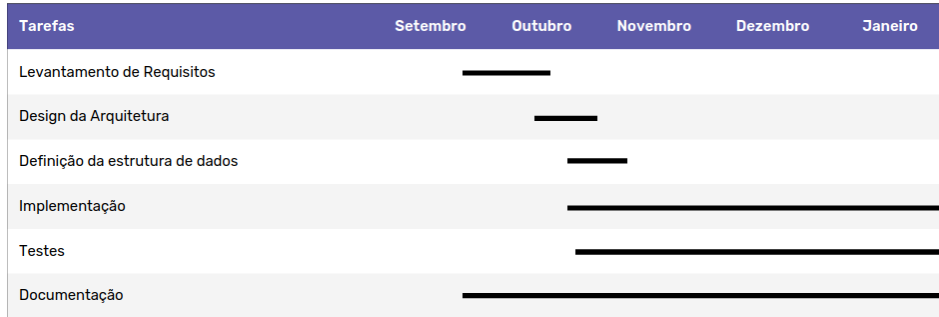 Tarefas Setembro Outubro Novembro Dezembro Janeiro
Levantamento de Requisitos
Design da Arquitetura
Definição da estrutura de dados
Implementação
Testes
Documentação